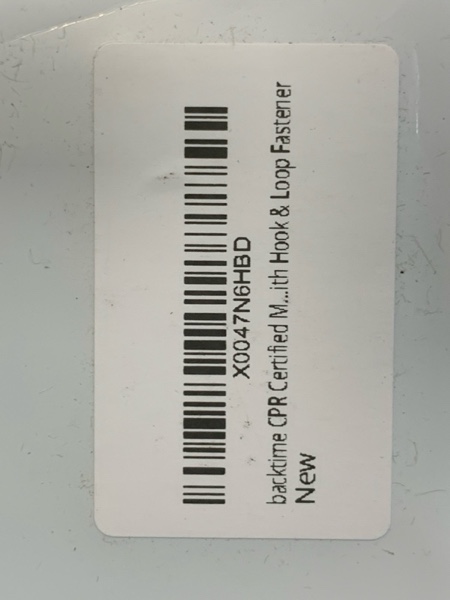 X0047N6HBD
backtime CPR Certified M...ith Hook & Loop Fastener
New